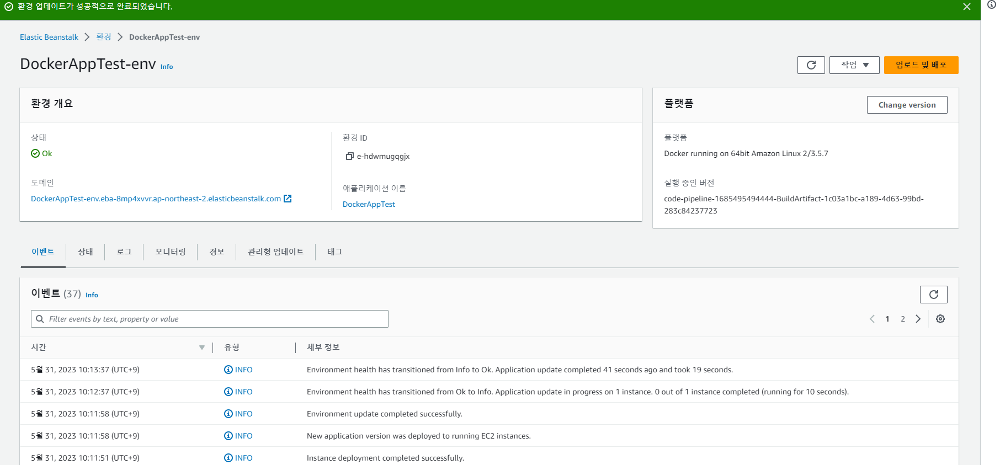 환경 업데이트가 성공적으로 완료되었습니다.
Elastic Beanstalk > 환경 > DockerAppTest-env
DockerAppTest-env Info
작업 ▼
업로드 및 배포
환경 개요
상태
Ok
도메인
DockerAppTest-env.eba-8mp4xvvr.ap-northeast-2.elasticbeanstalk.com
환경 ID
e-hdwmugqgjx
애플리케이션 이름
DockerAppTest
플랫폼
Change version
플랫폼
Docker running on 64bit Amazon Linux 2/3.5.7
실행 중인 버전
code-pipeline-1685495494444-BuildArtifact-1c03a1bc-a189-4d63-99bd-
283c84237723
이벤트 상태 로그 모니터링 경보 관리형 업데이트 태그
이벤트 (37) Info
Filter events by text, property or value
1 2
시간 유형 세부 정보
5월 31, 2023 10:13:37 (UTC+9) INFO Environment health has transitioned from Info to Ok. Application update completed 41 seconds ago and took 19 seconds.
5월 31, 2023 10:12:37 (UTC+9) INFO Environment health has transitioned from Ok to Info. Application update in progress on 1 instance. 0 out of 1 instance completed (running for 10 seconds).
5월 31, 2023 10:11:58 (UTC+9) INFO Environment update completed successfully.
5월 31, 2023 10:11:58 (UTC+9) INFO New application version was deployed to running EC2 instances.
5월 31, 2023 10:11:51 (UTC+9) INFO Instance deployment completed successfully.